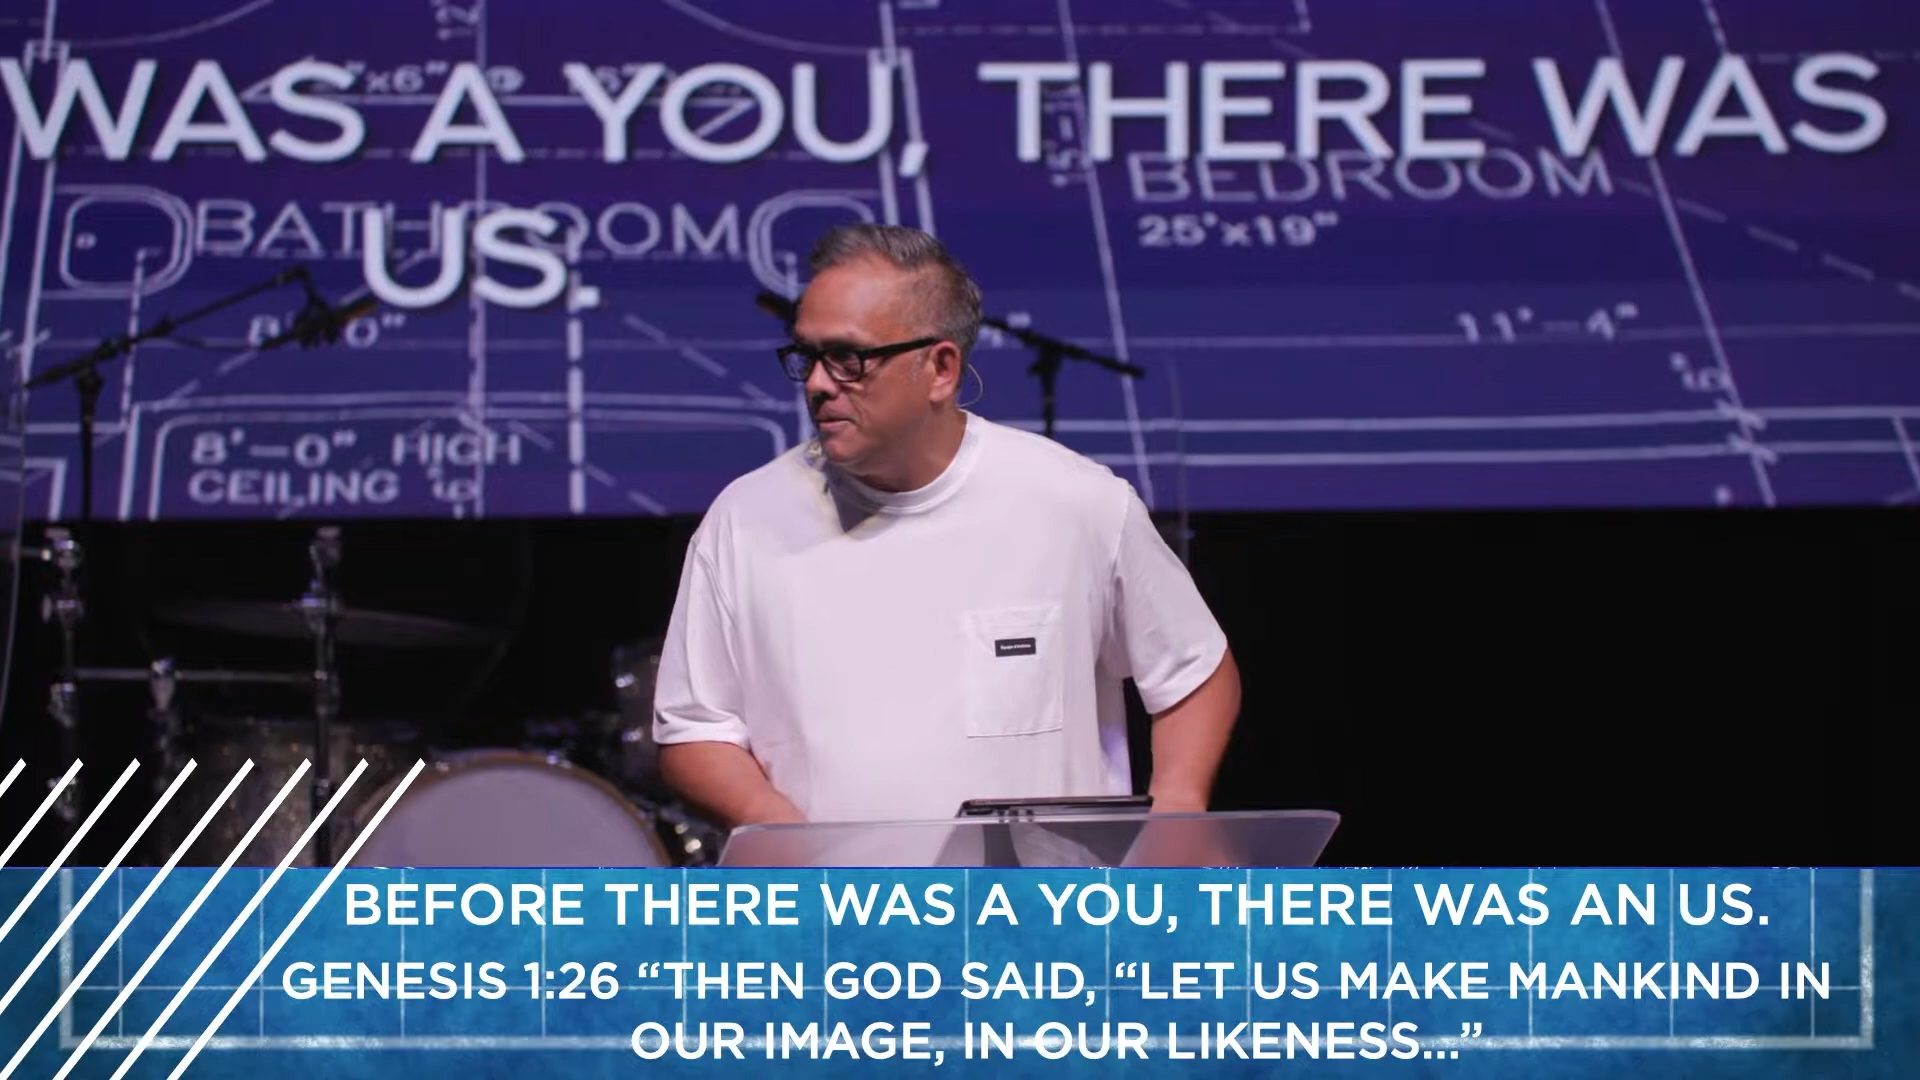 WAS A YOU, THERE WAS
US.
BATHROOM
BEDROOM
25'x19"
11'-4"
8'-0"
8'-0" HIGH
CEILING
BEFORE THERE WAS A YOU, THERE WAS AN US.
GENESIS 1:26 “THEN GOD SAID, “LET US MAKE MANKIND IN
OUR IMAGE, IN OUR LIKENESS...”